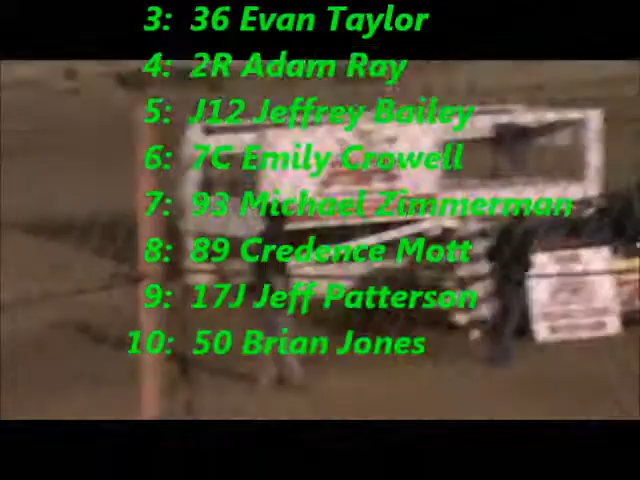 3: 36 Evan Taylor
4: 2R Adam Ray
5: J12 Jeffrey Bailey
6: 7C Emily Crowell
7: 93 Michael Zimmerman
8: 89 Credence Mott
9: 17J Jeff Patterson
10: 50 Brian Jones